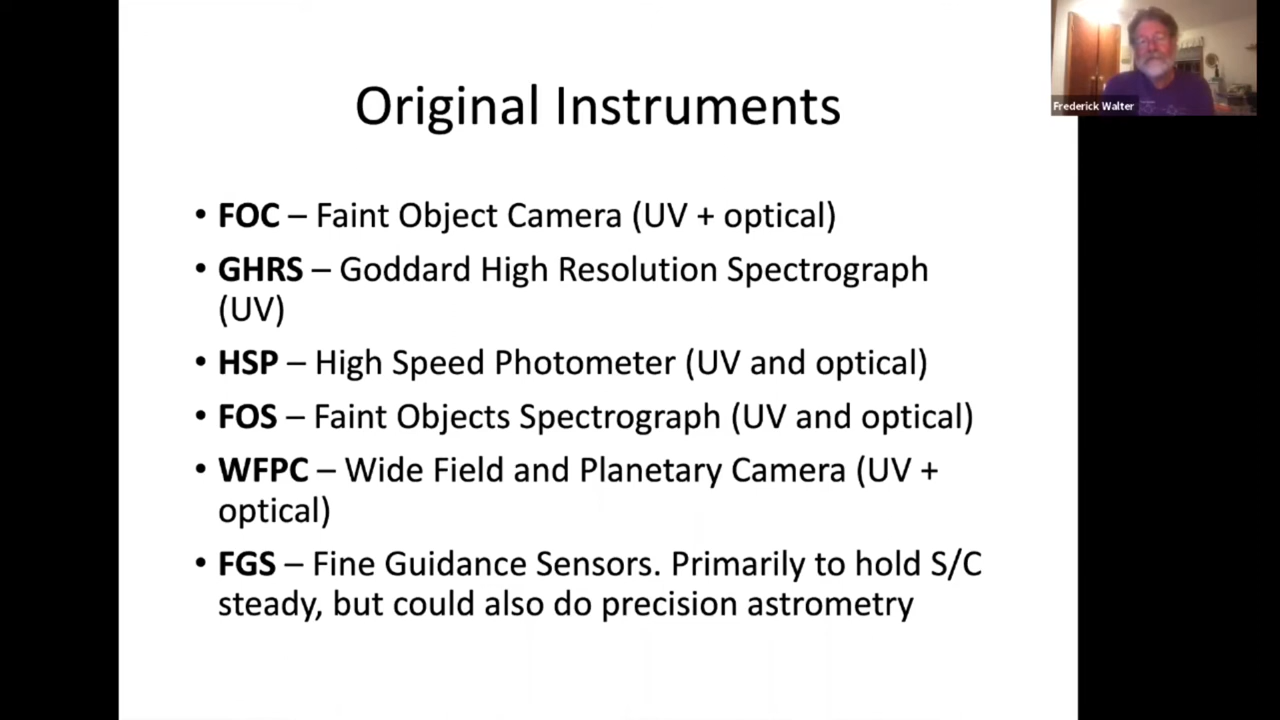 Original Instruments
• FOC – Faint Object Camera (UV + optical)
• GHRS – Goddard High Resolution Spectrograph
(UV)
• HSP – High Speed Photometer (UV and optical)
• FOS – Faint Objects Spectrograph (UV and optical)
• WFPC – Wide Field and Planetary Camera (UV +
optical)
• FGS – Fine Guidance Sensors. Primarily to hold S/C
steady, but could also do precision astrometry
Frederick Walter